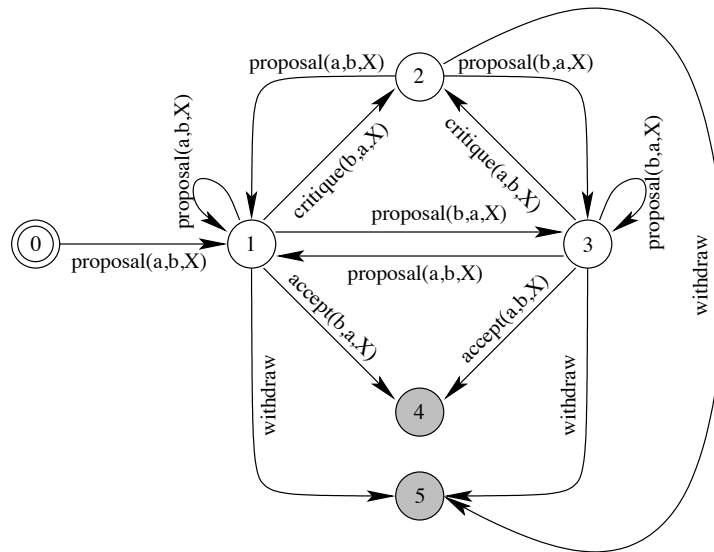 proposal(a,b,X)
2
proposal(b,a,X)
proposal(a,b,X)
critique(b,a,X)
critique(a,b,X)
proposal(b,a,X)
0
proposal(a,b,X)
1
proposal(b,a,X)
proposal(a,b,X)
3
withdraw
accept(b,a,X)
accept(a,b,X)
withdraw
withdraw
4
5